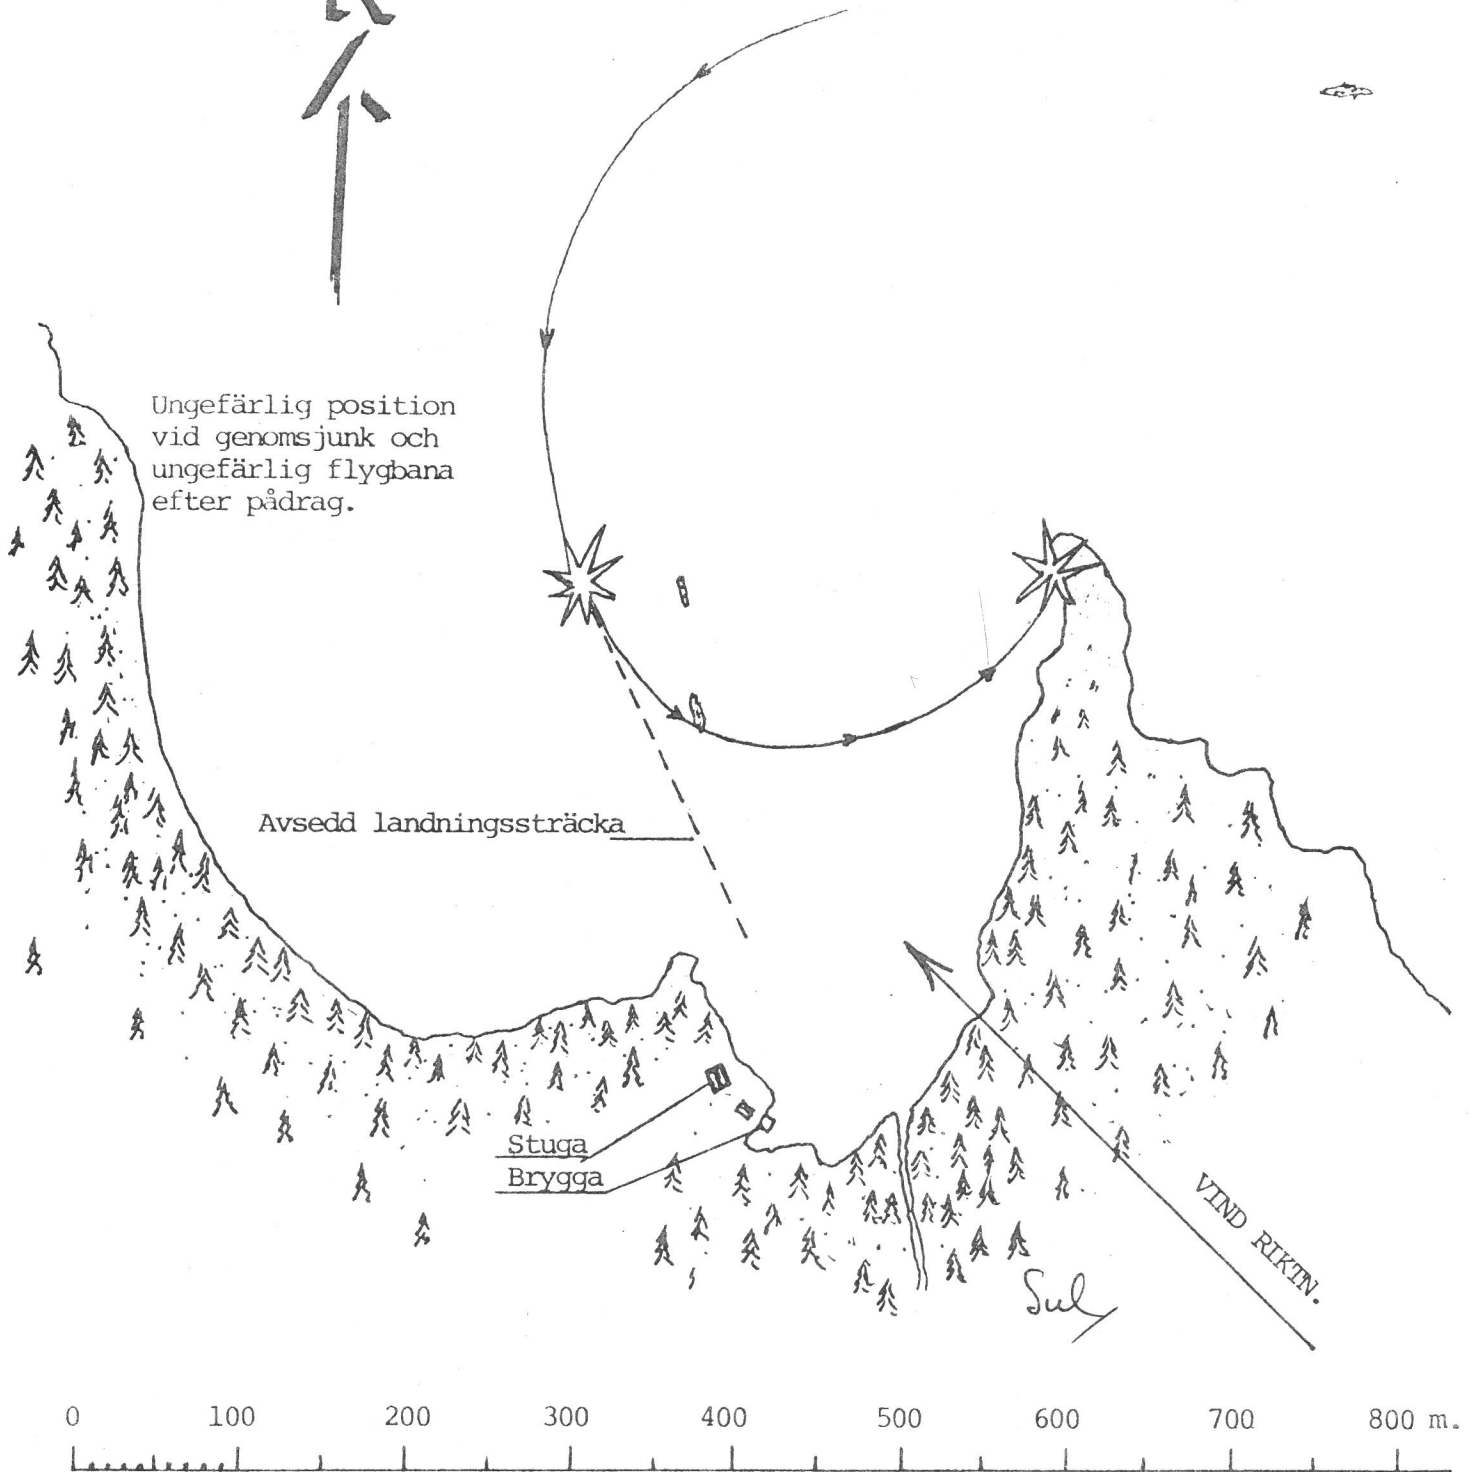 Ungefärlig position
vid genomsjunk och
ungefärlig flygbana
efter pådrag.
Avsedd landningssträcka
Stuga
Brygga
VIND RIKTN.
0 100 200 300 400 500 600 700 800 m.